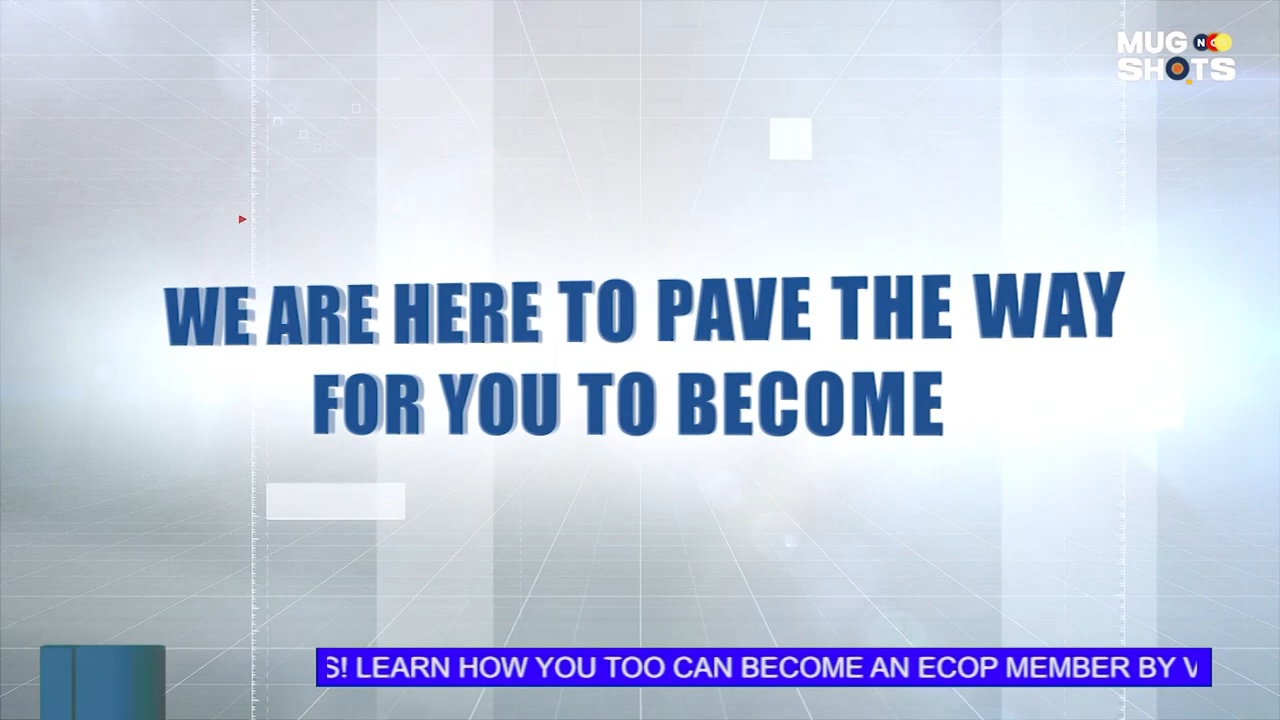 MUG
SHOTS
WE ARE HERE TO PAVE THE WAY
FOR YOU TO BECOME
S! LEARN HOW YOU TOO CAN BECOME AN ECOP MEMBER BY